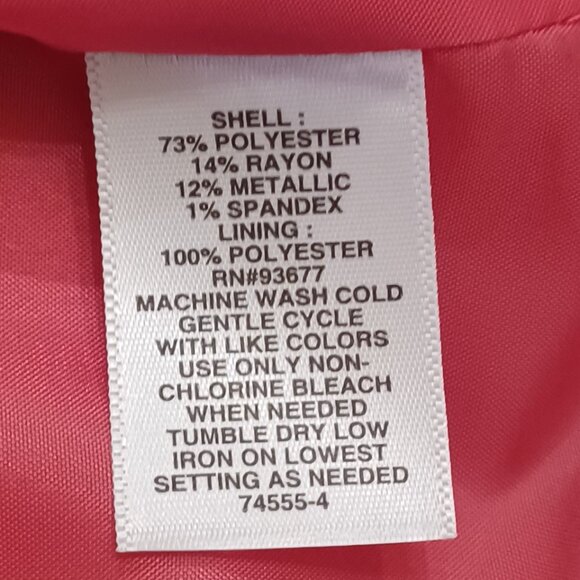 SHELL :
73% POLYESTER
14% RAYON
12% METALLIC
1% SPANDEX
LINING :
100% POLYESTER
RN#93677
MACHINE WASH COLD
GENTLE CYCLE
WITH LIKE COLORS
USE ONLY NON-
CHLORINE BLEACH
WHEN NEEDED
TUMBLE DRY LOW
IRON ON LOWEST
SETTING AS NEEDED
74555-4